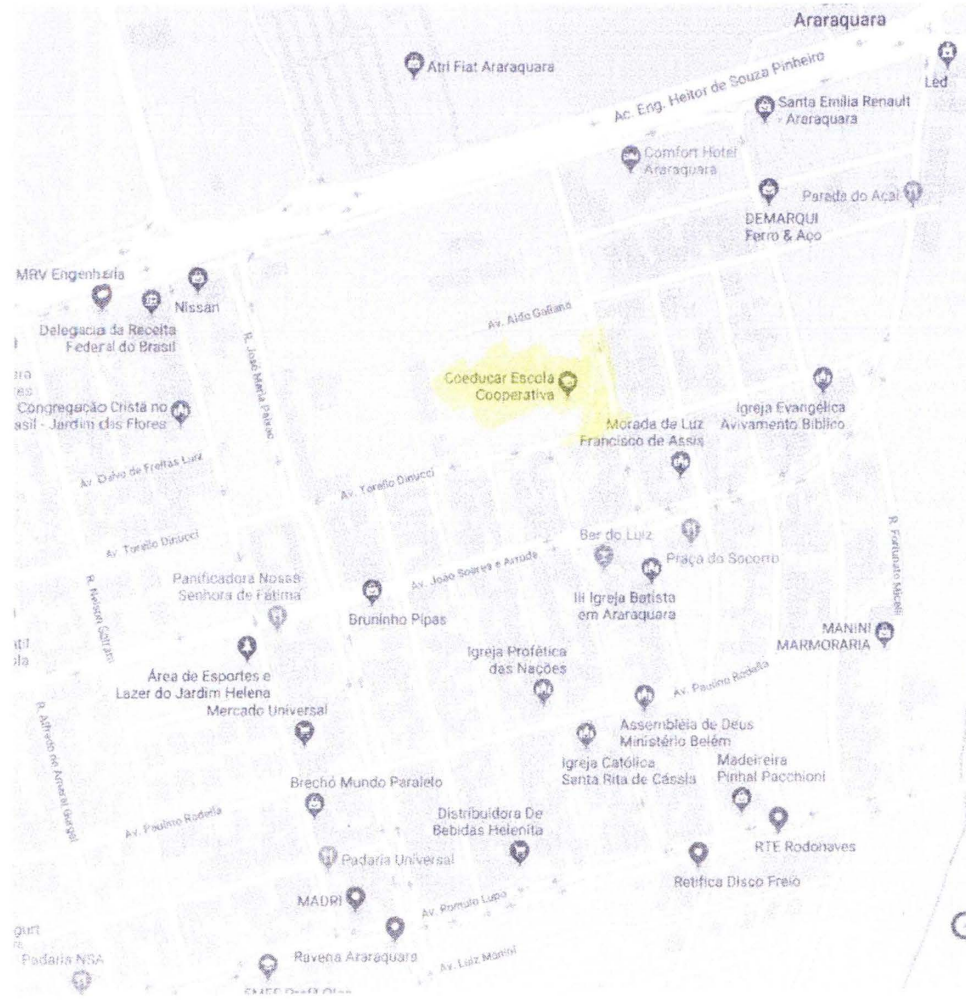 Araraquara
Atri Fiat Araraquara
Led
Ac. Eng. Heitor de Souza Pinheiro
Santa Emília Renault
- Araraquara
Comfort Hotel
Araraquara
Parada do Açaí
DEMARQUI
Ferro & Aço
MRV Engenharia
Nissan
Delegacia da Receita
Federal do Brasil
Av. Aldo Galiano
R. José Maria Paixão
Coeducar Escola
Cooperativa
Congregação Cristã no
asil - Jardim das Flores
Igreja Evangélica
Avivamento Bíblico
Morada de Luz
Francisco de Assis
Av. Dalvo de Freitas Luiz
Av. Torello Dinucci
Av. Torello Dinucci
R. Fortunato Miceli
Bar do Luiz
Praça do Socorro
Av. João Soares e Arruda
Panificadora Nossa
Senhora de Fátima
Bruninho Pipas
III Igreja Batista
em Araraquara
R. Nelson
MANINI
MARMORARIA
Igreja Profética
das Nações
Área de Esportes e
Lazer do Jardim Helena
Av. Paulino Rodella
Mercado Universal
Assembléia de Deus
Ministério Belém
R. Alfredo do Amaral Gurgel
Igreja Católica
Santa Rita de Cássia
Madeireira
Pinhal Pacchioni
Brechó Mundo Paralelo
Av. Paulino Rodella
Distribuidora De
Bebidas Helenita
RTE Rodonaves
Padaria Universal
Retifica Disco Freio
MADRI
Av. Romulo Lupo
gurt
Ravena Araraquara
Av. Luiz Manini
Padaria NSA